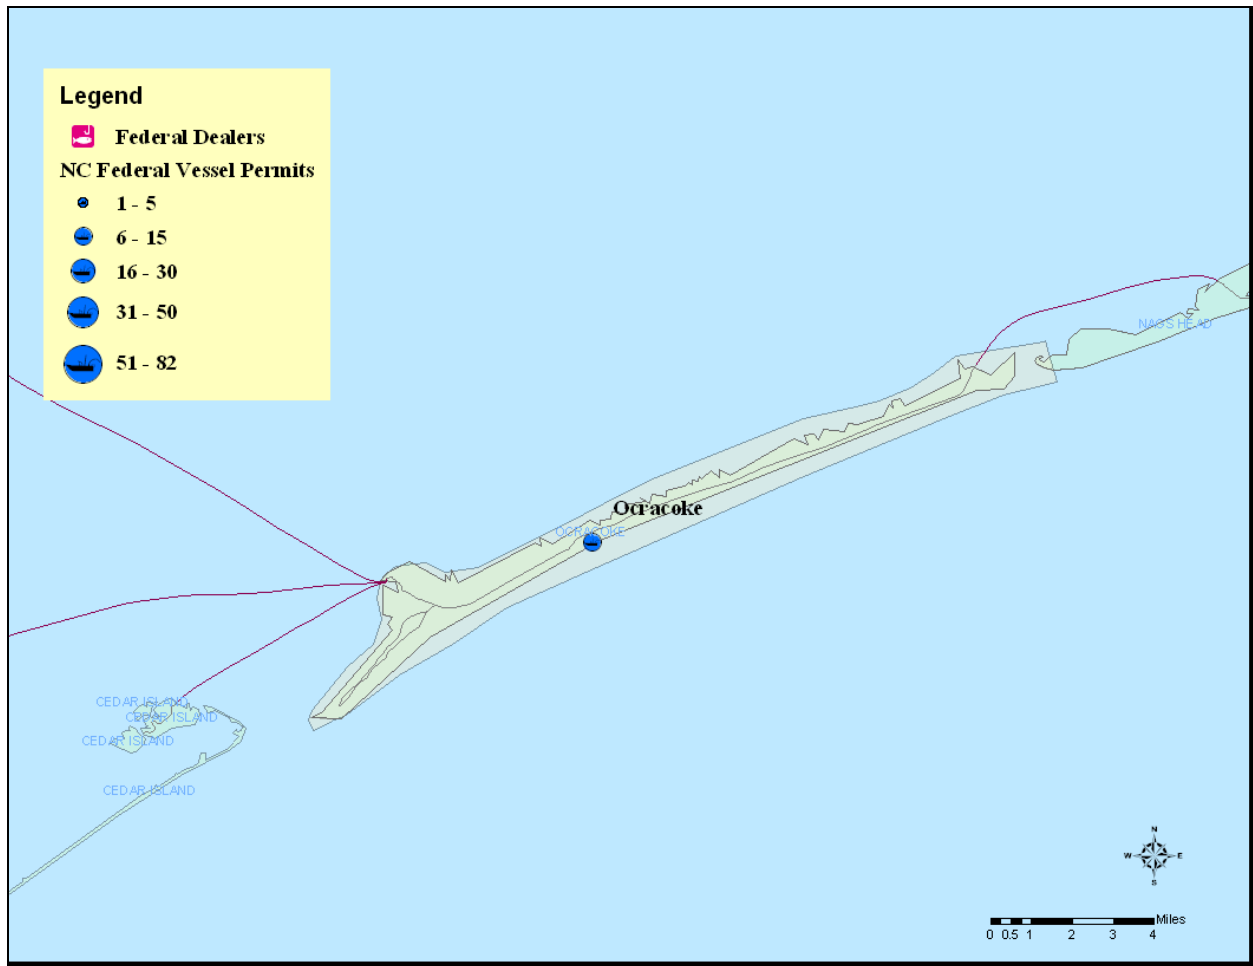 Legend
Federal Dealers
NC Federal Vessel Permits
1 - 5
6 - 15
16 - 30
31 - 50
51 - 82
NAGS HEAD
Ocracoke
OCRACOKE
CEDAR ISLAND
CEDAR ISLAND
CEDAR ISLAND
CEDAR ISLAND
N
W E
S
Miles
0 0.5 1 2 3 4